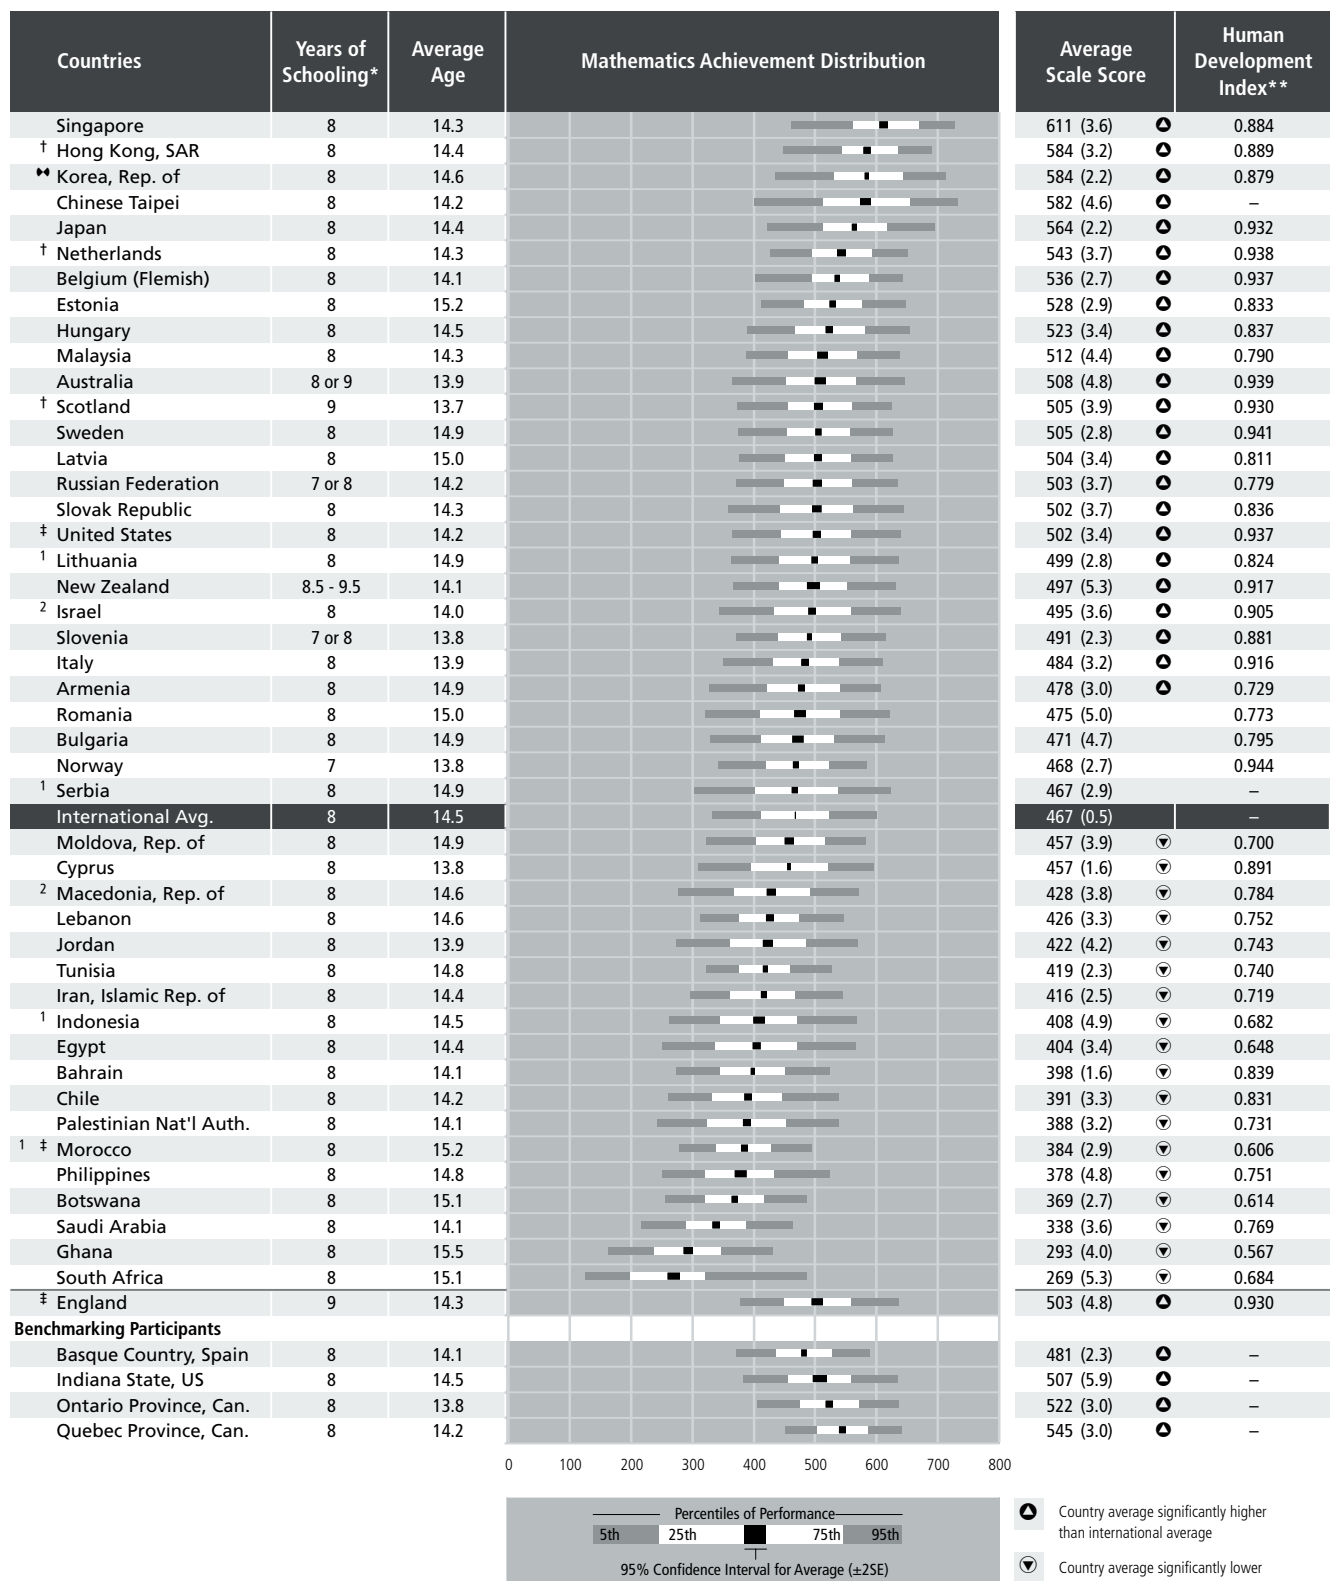 Countries Years of Schooling* Average Age Mathematics Achievement Distribution Average Scale Score Human Development Index**
Singapore 8 14.3 611 (3.6) 0.884
† Hong Kong, SAR 8 14.4 584 (3.2) 0.889
Korea, Rep. of 8 14.6 584 (2.2) 0.879
Chinese Taipei 8 14.2 582 (4.6) –
Japan 8 14.4 564 (2.2) 0.932
† Netherlands 8 14.3 543 (3.7) 0.938
Belgium (Flemish) 8 14.1 536 (2.7) 0.937
Estonia 8 15.2 528 (2.9) 0.833
Hungary 8 14.5 523 (3.4) 0.837
Malaysia 8 14.3 512 (4.4) 0.790
Australia 8 or 9 13.9 508 (4.8) 0.939
† Scotland 9 13.7 505 (3.9) 0.930
Sweden 8 14.9 505 (2.8) 0.941
Latvia 8 15.0 504 (3.4) 0.811
Russian Federation 7 or 8 14.2 503 (3.7) 0.779
Slovak Republic 8 14.3 502 (3.7) 0.836
‡ United States 8 14.2 502 (3.4) 0.937
1 Lithuania 8 14.9 499 (2.8) 0.824
New Zealand 8.5 - 9.5 14.1 497 (5.3) 0.917
2 Israel 8 14.0 495 (3.6) 0.905
Slovenia 7 or 8 13.8 491 (2.3) 0.881
Italy 8 13.9 484 (3.2) 0.916
Armenia 8 14.9 478 (3.0) 0.729
Romania 8 15.0 475 (5.0) 0.773
Bulgaria 8 14.9 471 (4.7) 0.795
Norway 7 13.8 468 (2.7) 0.944
1 Serbia 8 14.9 467 (2.9) –
International Avg. 8 14.5 467 (0.5) –
Moldova, Rep. of 8 14.9 457 (3.9) 0.700
Cyprus 8 13.8 457 (1.6) 0.891
2 Macedonia, Rep. of 8 14.6 428 (3.8) 0.784
Lebanon 8 14.6 426 (3.3) 0.752
Jordan 8 13.9 422 (4.2) 0.743
Tunisia 8 14.8 419 (2.3) 0.740
Iran, Islamic Rep. of 8 14.4 416 (2.5) 0.719
1 Indonesia 8 14.5 408 (4.9) 0.682
Egypt 8 14.4 404 (3.4) 0.648
Bahrain 8 14.1 398 (1.6) 0.839
Chile 8 14.2 391 (3.3) 0.831
Palestinian Nat'l Auth. 8 14.1 388 (3.2) 0.731
1 ‡ Morocco 8 15.2 384 (2.9) 0.606
Philippines 8 14.8 378 (4.8) 0.751
Botswana 8 15.1 369 (2.7) 0.614
Saudi Arabia 8 14.1 338 (3.6) 0.769
Ghana 8 15.5 293 (4.0) 0.567
South Africa 8 15.1 269 (5.3) 0.684
‡ England 9 14.3 503 (4.8) 0.930
Benchmarking Participants
Basque Country, Spain 8 14.1 481 (2.3) –
Indiana State, US 8 14.5 507 (5.9) –
Ontario Province, Can. 8 13.8 522 (3.0) –
Quebec Province, Can. 8 14.2 545 (3.0) –
0 100 200 300 400 500 600 700 800
Percentiles of Performance
5th 25th 75th 95th
95% Confidence Interval for Average (±2SE)
Country average significantly higher
than international average
Country average significantly lower